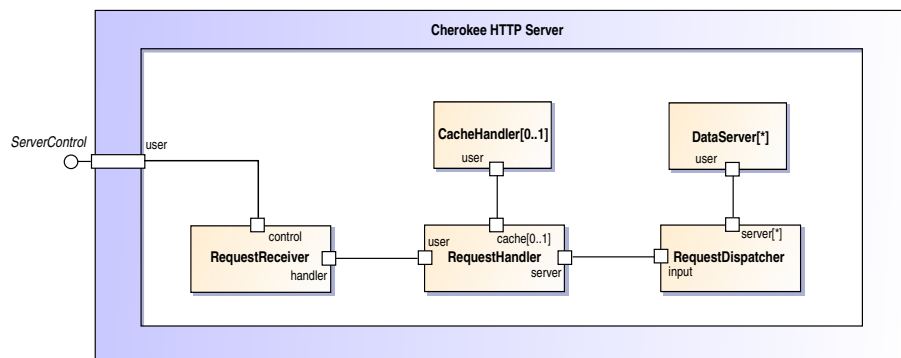 Cherokee HTTP Server
ServerControl
user
CacheHandler[0..1]
user
DataServer[*]
user
control
RequestReceiver
handler
user
cache[0..1]
RequestHandler
server
server[*]
RequestDispatcher
input